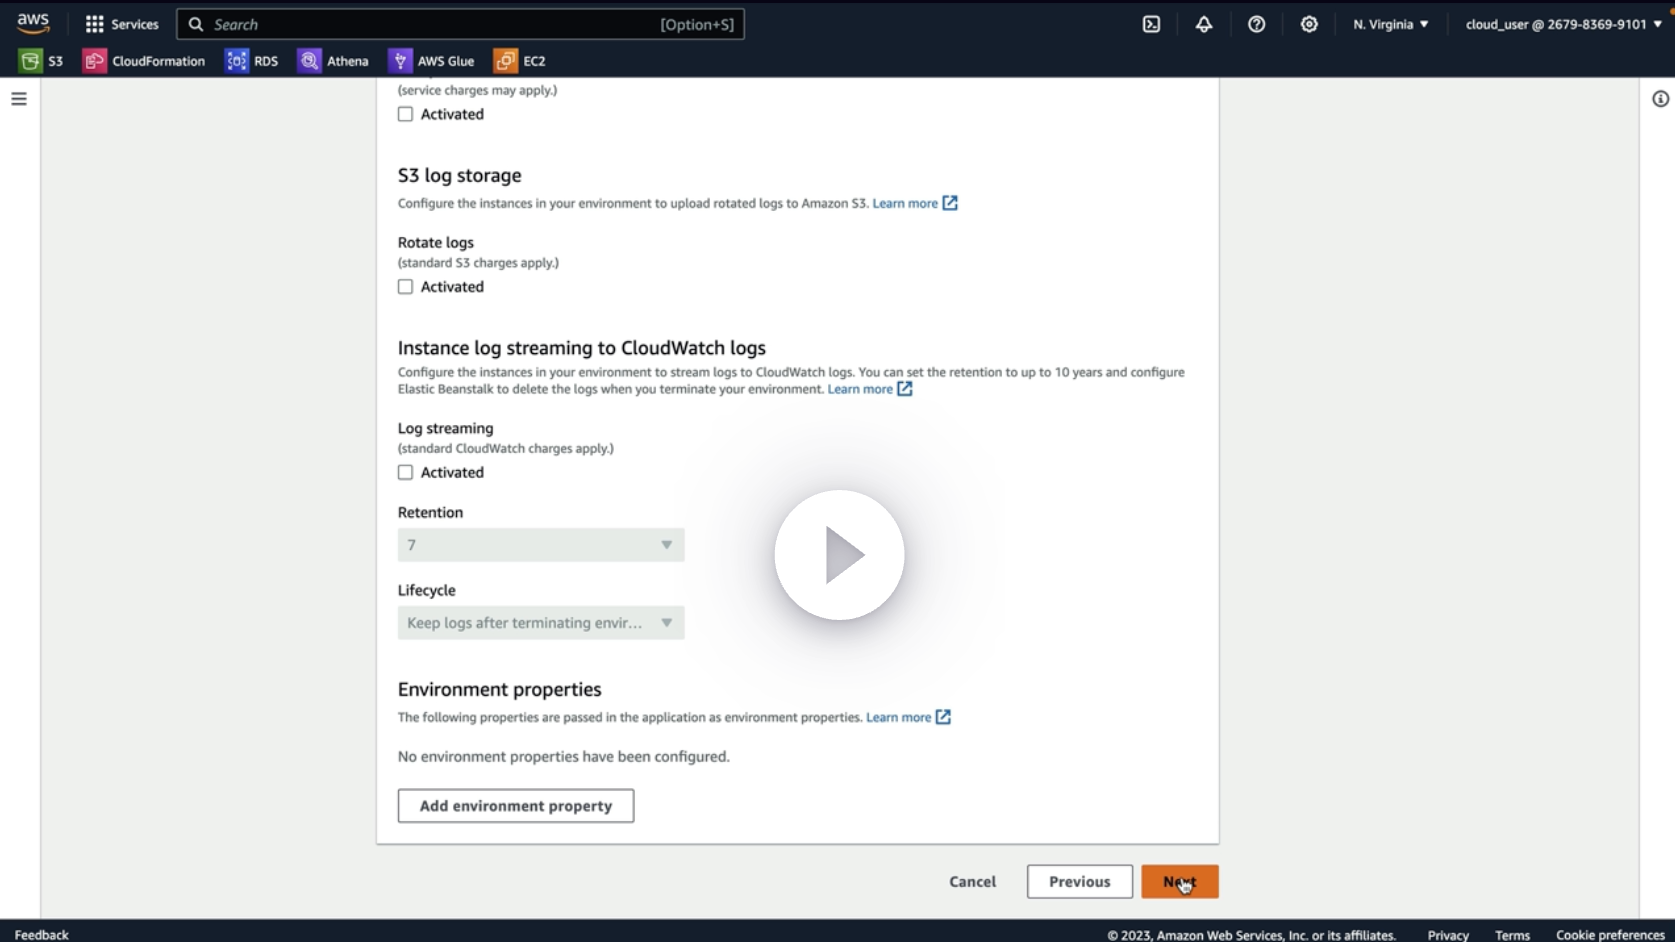 aws
Services
Search
[Option+S]
N. Virginia
cloud_user @ 2679-8369-9101
S3
CloudFormation
RDS
Athena
AWS Glue
EC2
(service charges may apply.)
Activated
S3 log storage
Configure the instances in your environment to upload rotated logs to Amazon S3. Learn more
Rotate logs
(standard S3 charges apply.)
Activated
Instance log streaming to CloudWatch logs
Configure the instances in your environment to stream logs to CloudWatch logs. You can set the retention to up to 10 years and configure
Elastic Beanstalk to delete the logs when you terminate your environment. Learn more
Log streaming
(standard CloudWatch charges apply.)
Activated
Retention
7
Lifecycle
Keep logs after terminating envir...
Environment properties
The following properties are passed in the application as environment properties. Learn more
No environment properties have been configured.
Add environment property
Cancel
Previous
Next
Feedback
© 2023, Amazon Web Services, Inc. or its affiliates.
Privacy
Terms
Cookie preferences